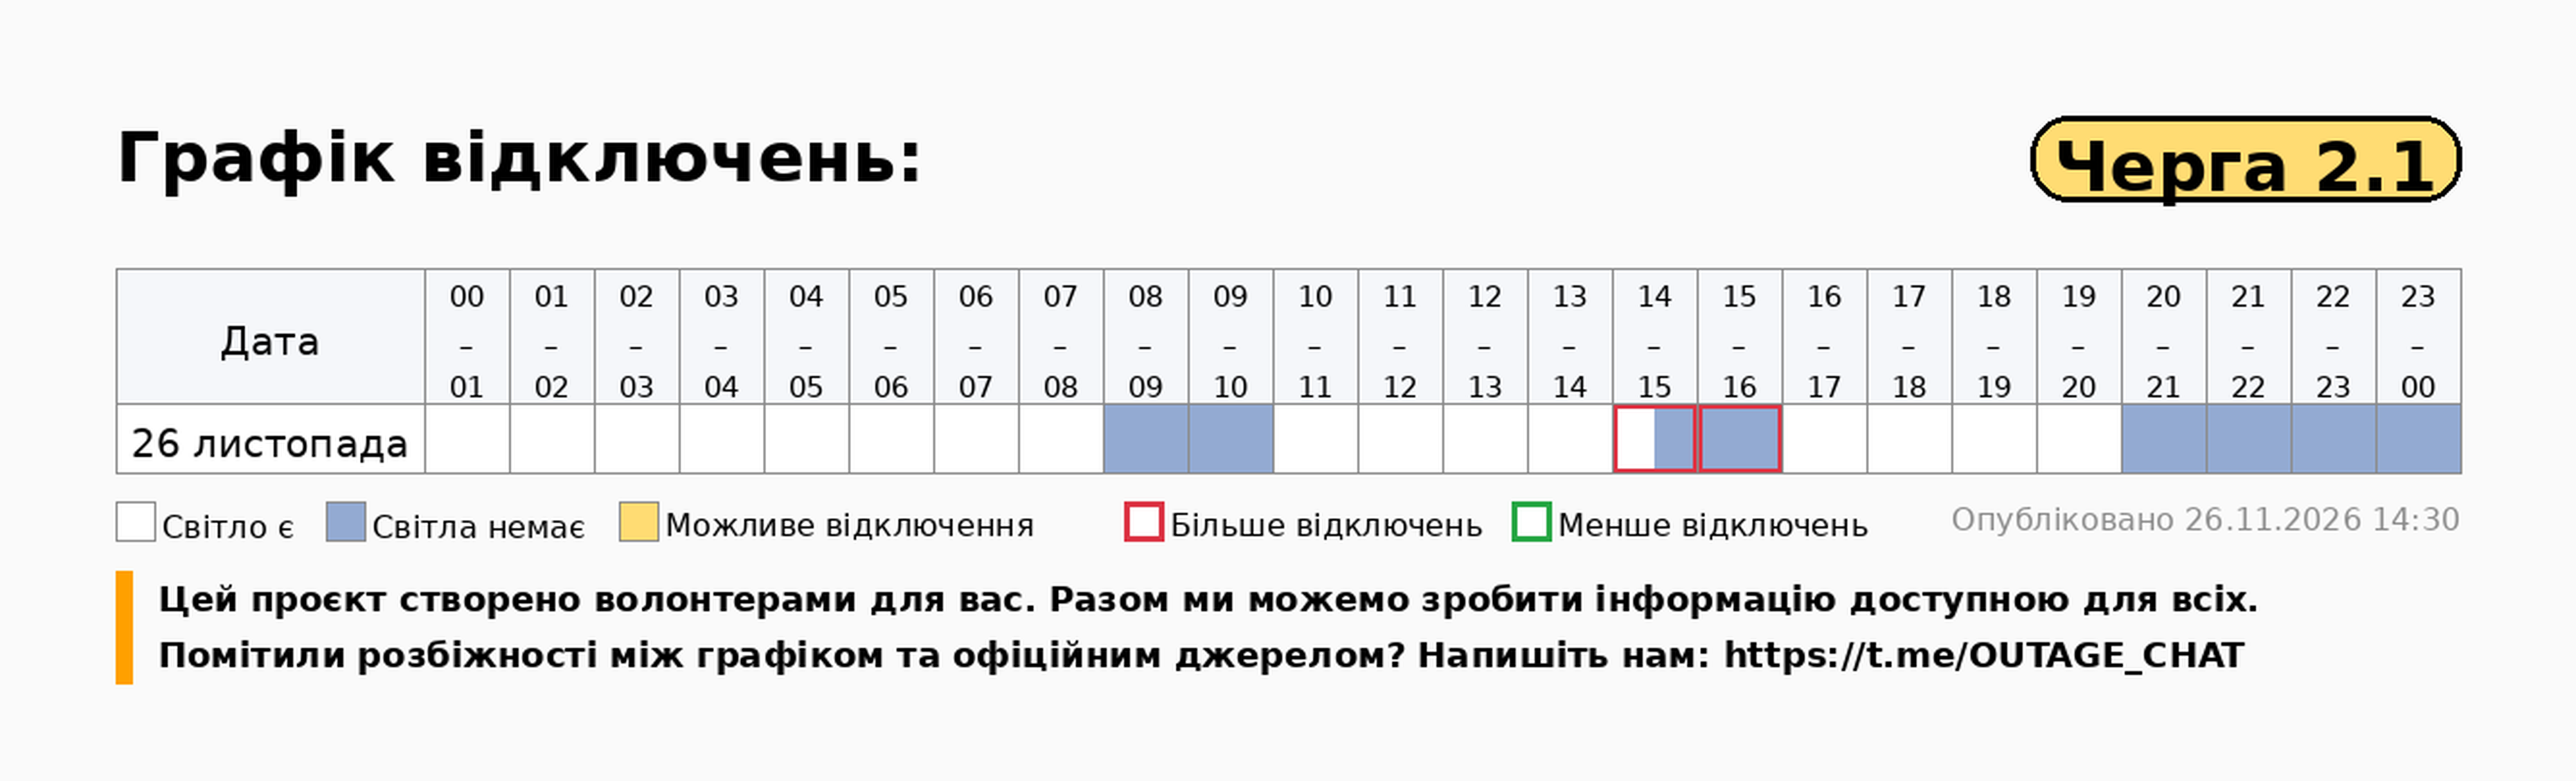 Графік відключень:
Черга 2.1
Дата
00 – 01
01 – 02
02 – 03
03 – 04
04 – 05
05 – 06
06 – 07
07 – 08
08 – 09
09 – 10
10 – 11
11 – 12
12 – 13
13 – 14
14 – 15
15 – 16
16 – 17
17 – 18
18 – 19
19 – 20
20 – 21
21 – 22
22 – 23
23 – 00
26 листопада
Світло є
Світла немає
Можливе відключення
Більше відключень
Менше відключень
Опубліковано 26.11.2026 14:30
Цей проєкт створено волонтерами для вас. Разом ми можемо зробити інформацію доступною для всіх.
Помітили розбіжності між графіком та офіційним джерелом? Напишіть нам: https://t.me/OUTAGE_CHAT